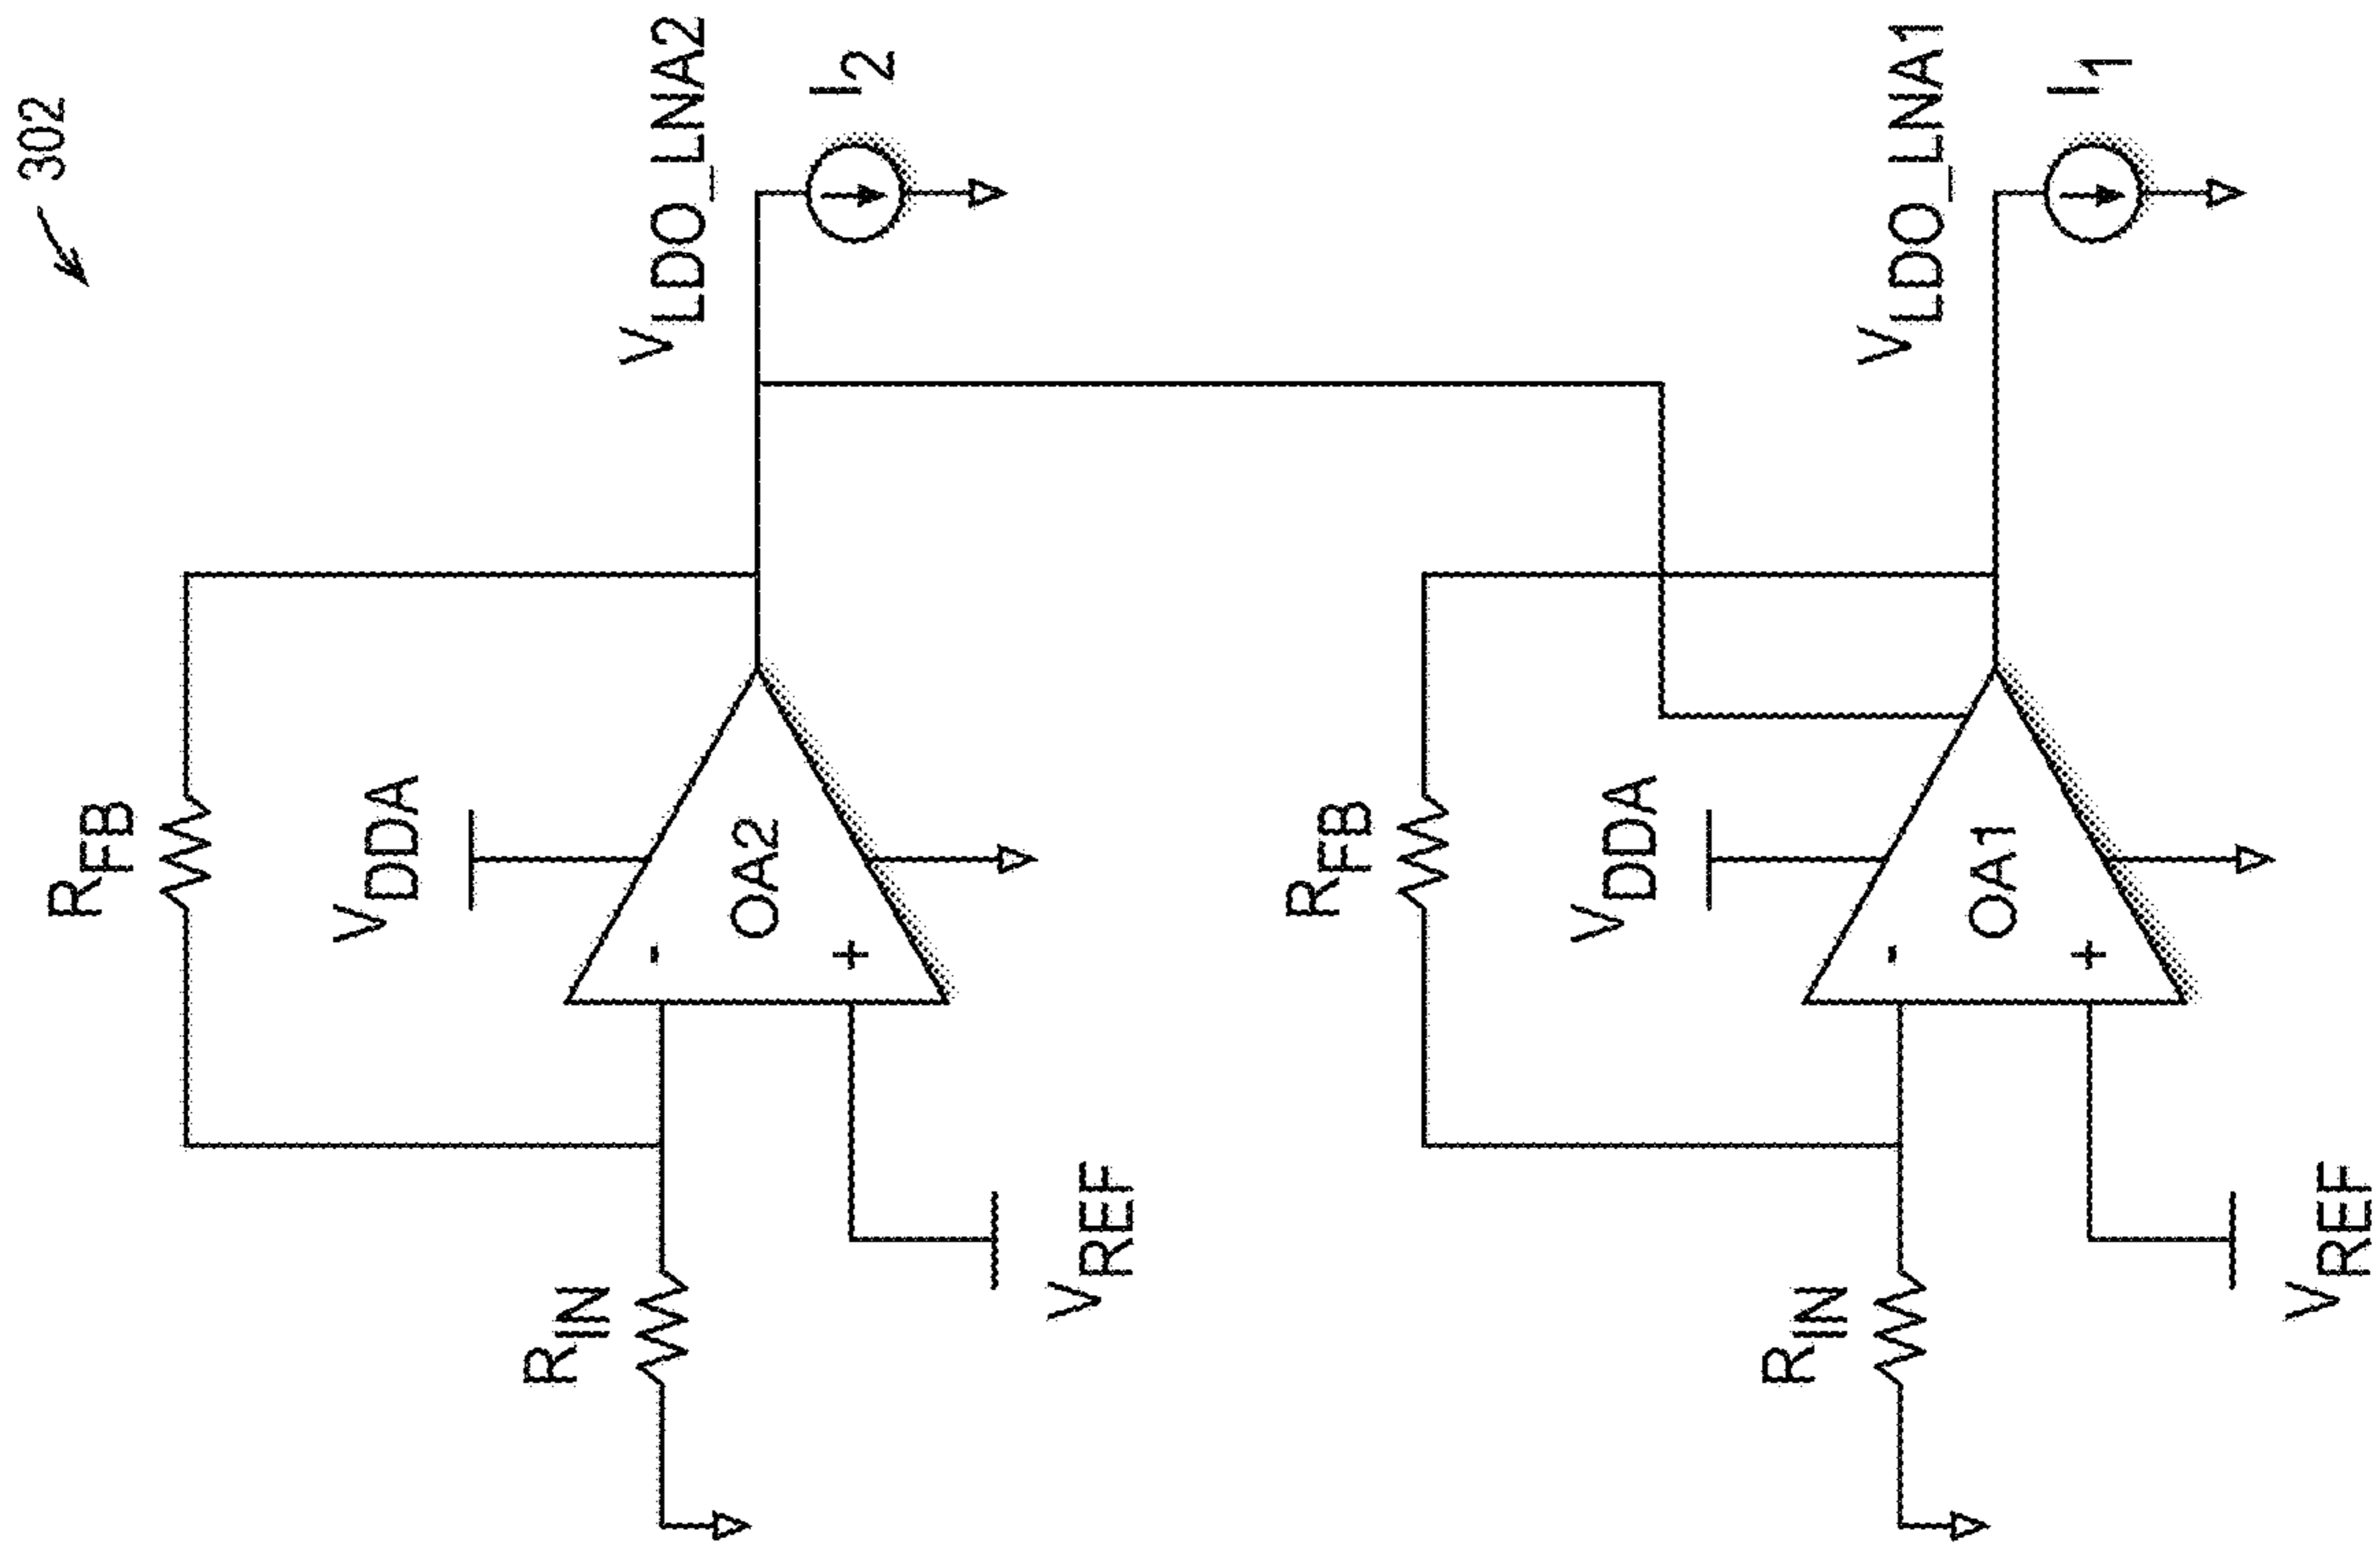 302
R_FB
V_DDA
V_LDO_LNA2
I_2
-
OA2
+
R_IN
V_REF
R_FB
V_DDA
V_LDO_LNA1
I_1
-
OA1
+
R_IN
V_REF